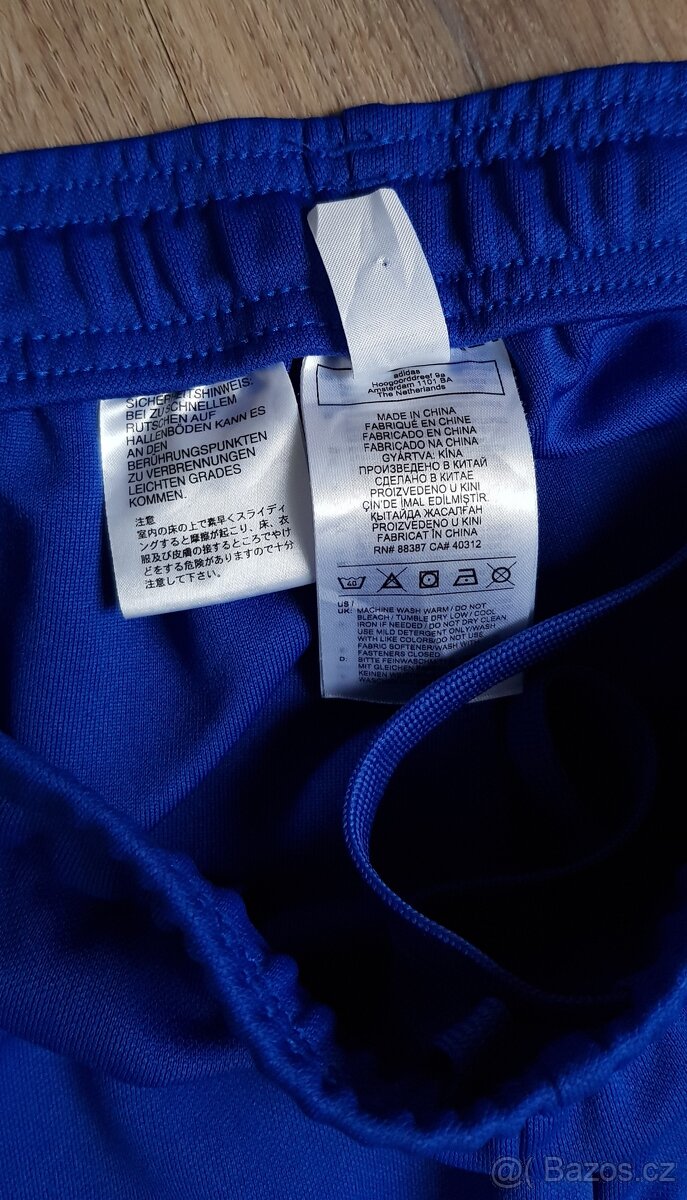 SICHERHEITSHINWEIS:
BEI ZU SCHNELLEM
RUTSCHEN AUF
HALLENBÖDEN KANN ES
AN DEN
BERÜHRUNGSPUNKTEN
ZU VERBRENNUNGEN
LEICHTEN GRADES
KOMMEN.
注意
室内の床の上で素早くスライディ
ングすると摩擦が起こり、床、衣
服及び皮膚の接するところでやけ
どをする危険がありますので十分
注意して下さい。
adidas
Hoogoorddreef 9a
Amsterdam 1101 BA
The Netherlands
MADE IN CHINA
FABRIQUÉ EN CHINE
FABRICADO EN CHINA
FABRICADO NA CHINA
GYÁRTVA: KÍNA
ПРОИЗВЕДЕНО В КИТАЙ
СДЕЛАНО В КИТАЕ
PROIZVEDENO U KINI
ÇIN'DE İMAL EDİLMİŞTİR.
ҚЫТАЙДА ЖАСАЛҒАН
PROIZVEDENO U KINI
FABRICAT ÎN CHINA
RN# 88387 CA# 40312
40
US /
UK: MACHINE WASH WARM / DO NOT
BLEACH / TUMBLE DRY LOW / COOL
IRON IF NEEDED / DO NOT DRY CLEAN
USE MILD DETERGENT ONLY/WASH
WITH LIKE COLORS/DO NOT USE
FABRIC SOFTENER/WASH WITH
FASTENERS CLOSED
D: BITTE FEINWASCHM
MIT GLEICHEN
KEINEN
@( Bazos.cz